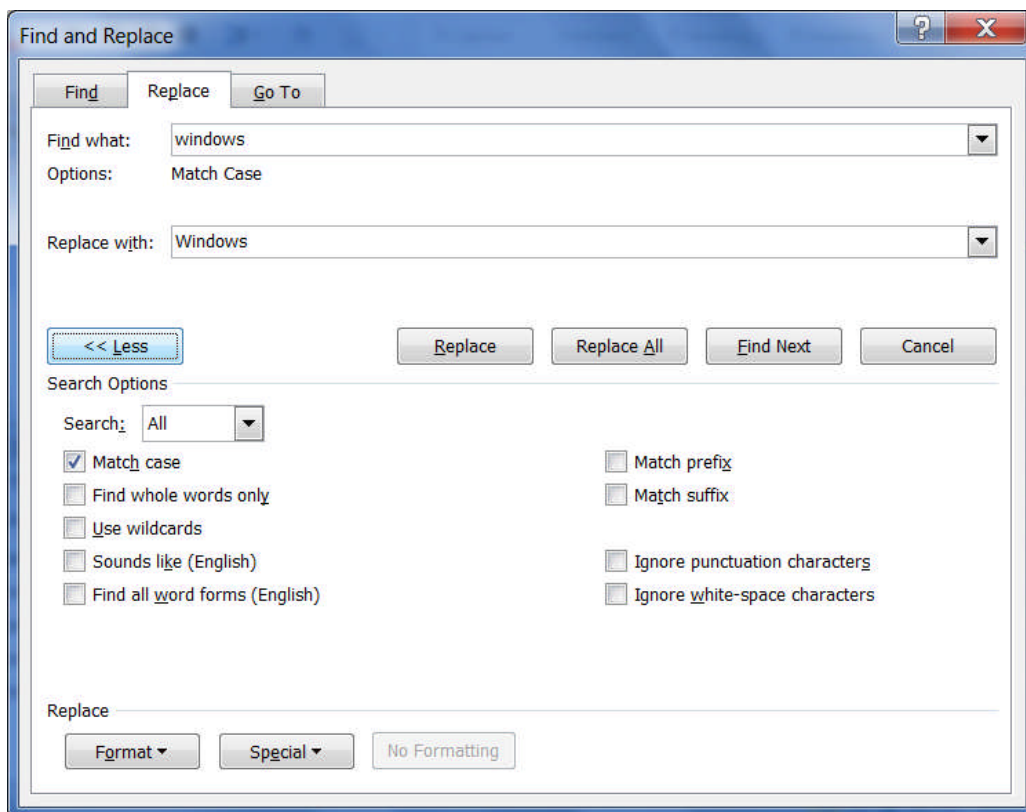 Find and Replace
Find Replace Go To
Find what: windows
Options: Match Case
Replace with: Windows
<< Less Replace Replace All Find Next Cancel
Search Options
Search: All
Match case Match prefix
Find whole words only Match suffix
Use wildcards
Sounds like (English) Ignore punctuation characters
Find all word forms (English) Ignore white-space characters
Replace
Format Special No Formatting